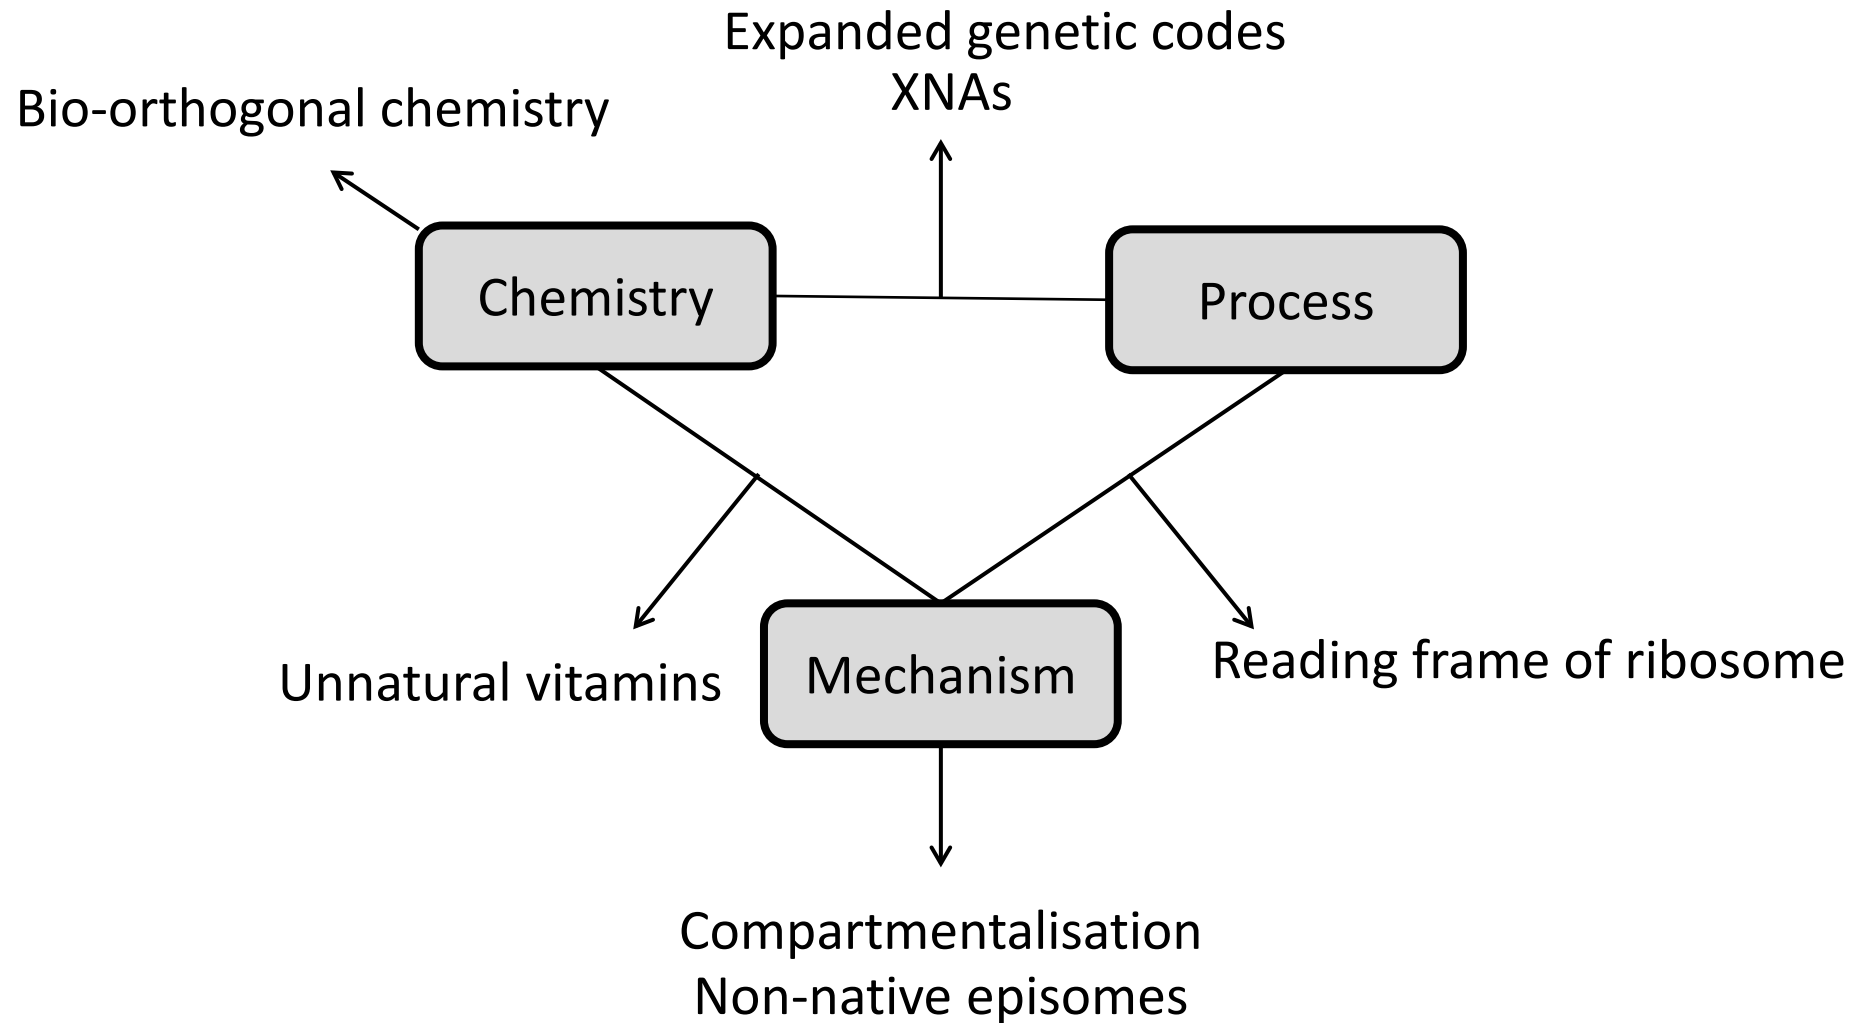 Expanded genetic codes
XNAs
Bio-orthogonal chemistry
Chemistry
Process
Unnatural vitamins
Mechanism
Reading frame of ribosome
Compartmentalisation
Non-native episomes